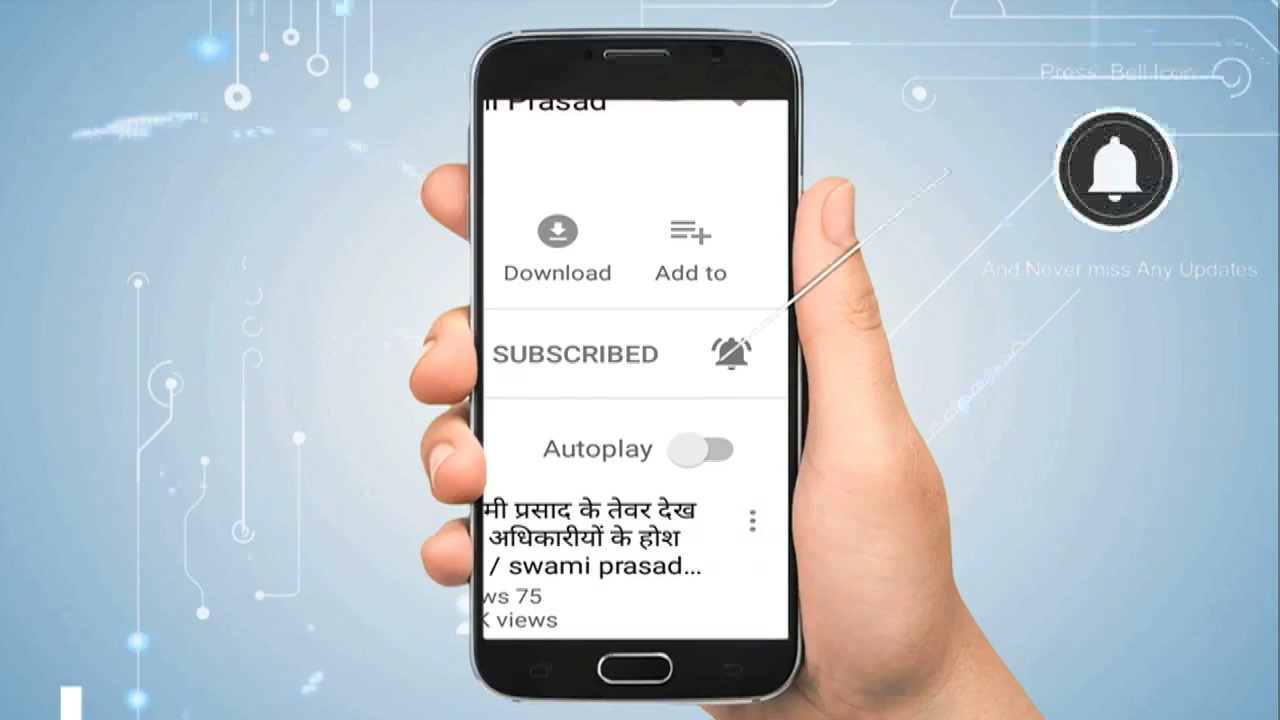 Prasad
Press Bell Icon
Download
Add to
And Never miss Any Updates
SUBSCRIBED
Autoplay
मी प्रसाद के तेवर देख
अधिकारीयों के होश
/ swami prasad...
ws 75
K views